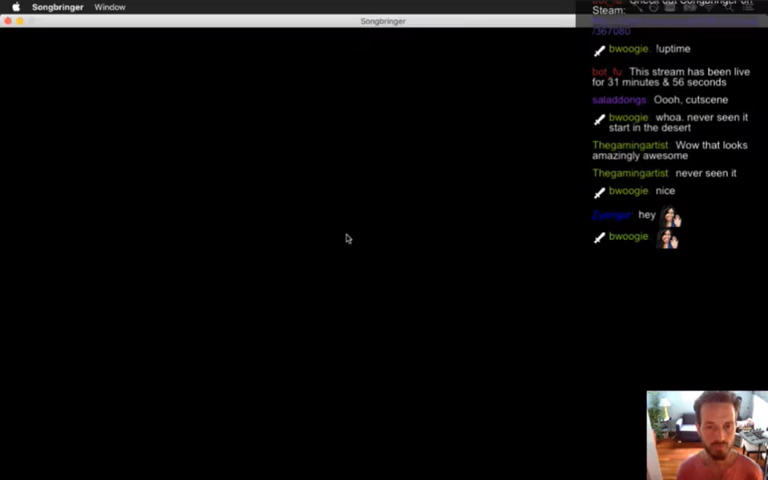 Songbringer Window
Songbringer
Steam:
/367080
bwoogie: !uptime
bot_fu: This stream has been live
for 31 minutes & 56 seconds
saladdongs: Oooh, cutscene
bwoogie: whoa. never seen it
start in the desert
Thegamingartist: Wow that looks
amazingly awesome
Thegamingartist: never seen it
bwoogie: nice
hey
bwoogie: